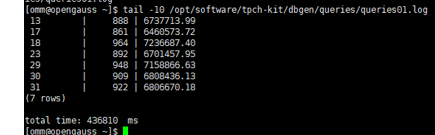 [omm@opengauss ~]$ tail -10 /opt/software/tpch-kit/dbgen/queries/queries01.log
13 | 888 | 6737713.99
17 | 861 | 6460573.72
18 | 964 | 7236687.40
23 | 892 | 6701457.95
29 | 948 | 7158866.63
30 | 909 | 6808436.13
31 | 922 | 6806670.18
(7 rows)
total time: 436810 ms
[omm@opengauss ~]$